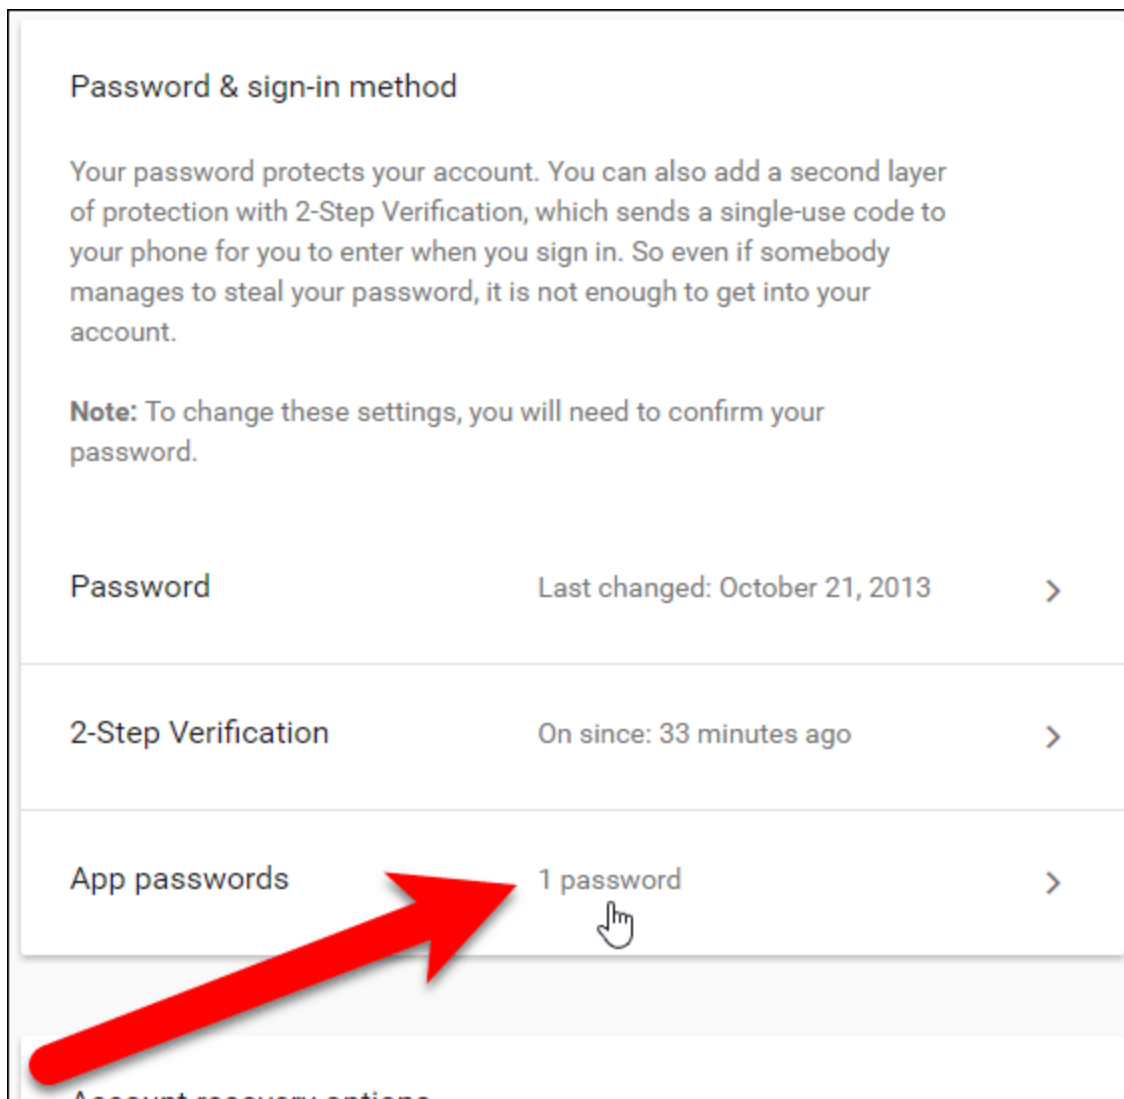 Password & sign-in method
Your password protects your account. You can also add a second layer
of protection with 2-Step Verification, which sends a single-use code to
your phone for you to enter when you sign in. So even if somebody
manages to steal your password, it is not enough to get into your
account.
Note: To change these settings, you will need to confirm your
password.
Password Last changed: October 21, 2013
2-Step Verification On since: 33 minutes ago
App passwords 1 password
Account recovery options